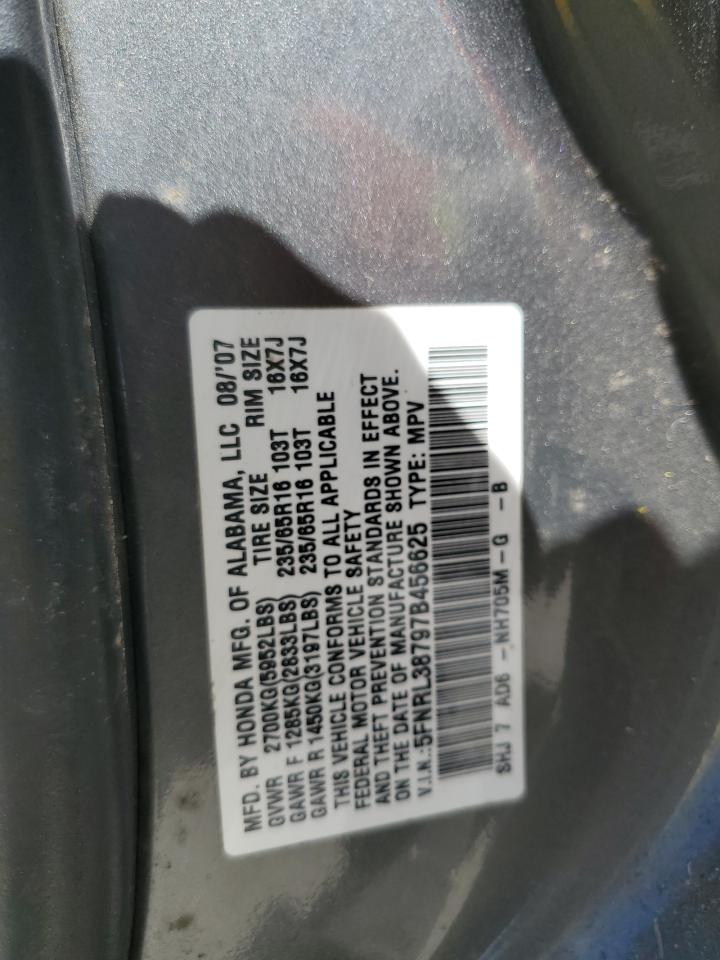 MFD. BY HONDA MFG. OF ALABAMA, LLC 08/'07
TIRE SIZE RIM SIZE
GVWR 2700KG(5952LBS)
GAWR F 1285KG(2833LBS) 235/65R16 103T 16X7J
GAWR R 1450KG(3197LBS) 235/65R16 103T 16X7J
THIS VEHICLE CONFORMS TO ALL APPLICABLE
FEDERAL MOTOR VEHICLE SAFETY
AND THEFT PREVENTION STANDARDS IN EFFECT
ON THE DATE OF MANUFACTURE SHOWN ABOVE.
V.I.N.:5FNRL38797B456625 TYPE: MPV
SHJ 7 AD6 -NH705M-G -B